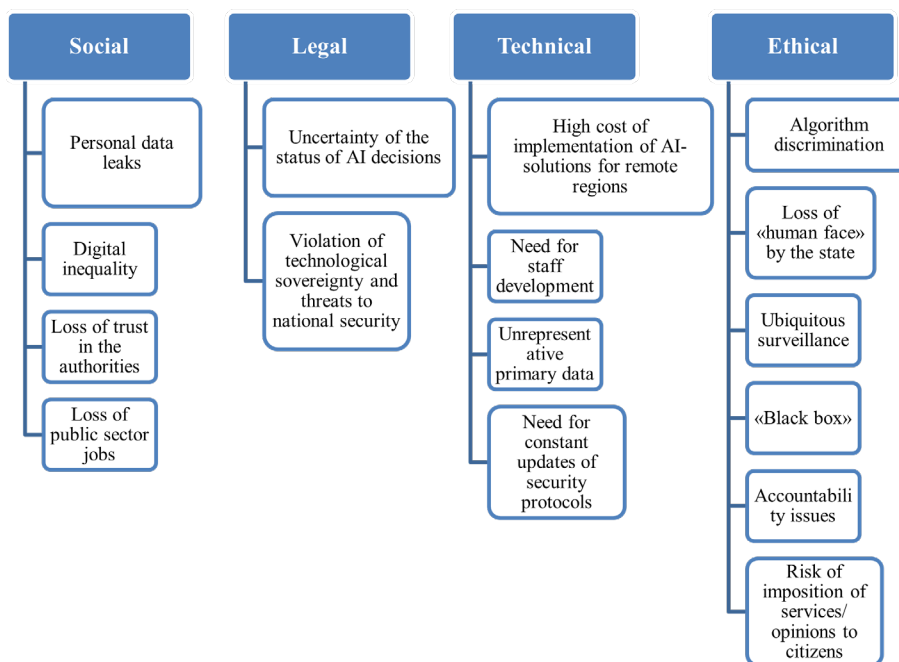 Social
Personal data
leaks
Digital
inequality
Loss of trust
in the
authorities
Loss of
public sector
jobs
Legal
Uncertainty of the
status of AI decisions
Violation of
technological
sovereignty and
threats to
national security
Technical
High cost of
implementation of AI-
solutions for remote
regions
Need for
staff
development
Unrepresent
ative
primary data
Need for
constant
updates of
security
protocols
Ethical
Algorithm
discrimination
Loss of
«human face»
by the state
Ubiquitous
surveillance
«Black box»
Accountabili
ty issues
Risk of
imposition of
services/
opinions to
citizens